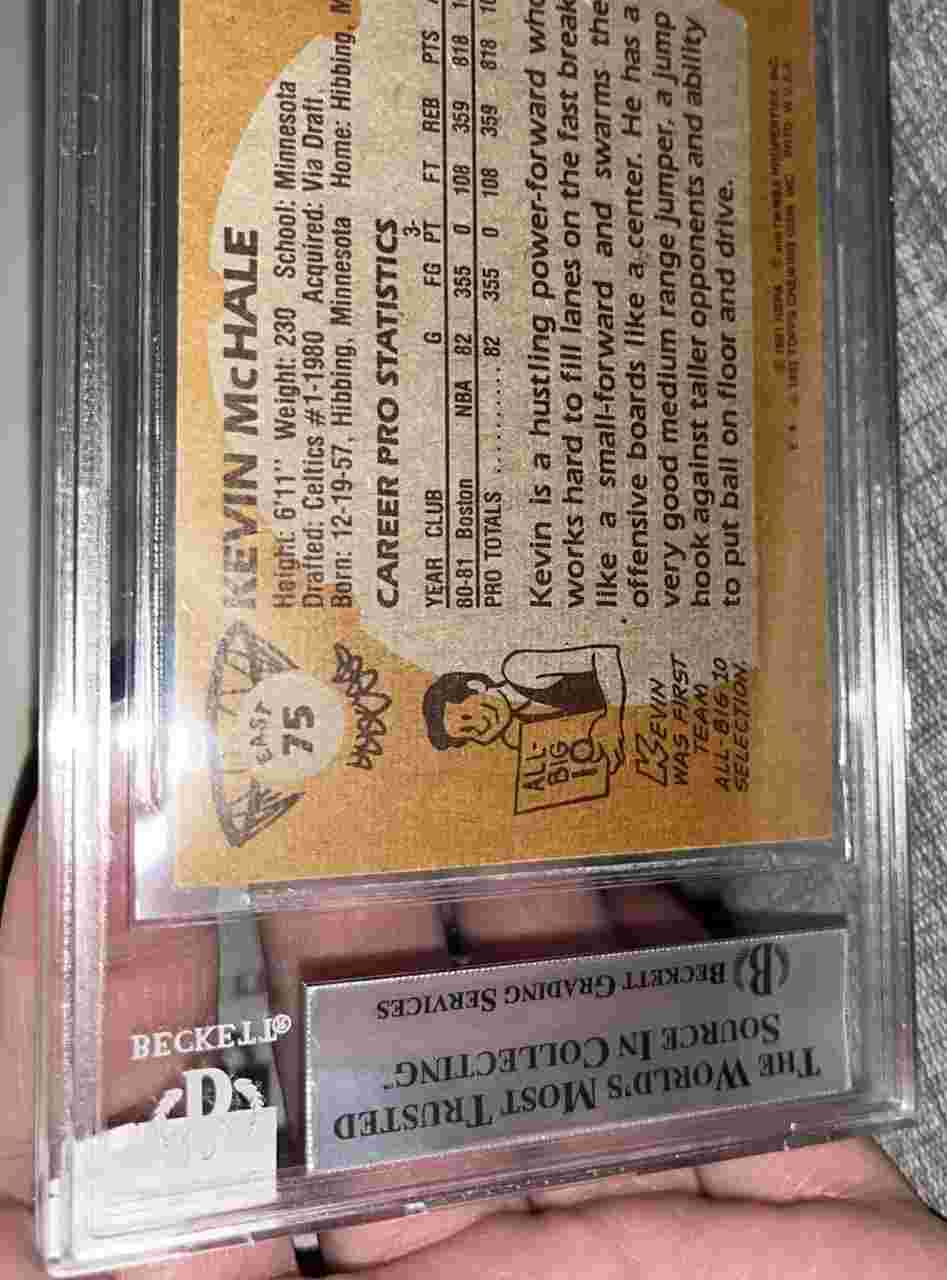 KEVIN McHALE
Height: 6'11" Weight: 230 School: Minnesota
Drafted: Celtics #1-1980 Acquired: Via Draft
Born: 12-19-57, Hibbing, Minnesota Home: Hibbing, M
EAST
75
CAREER PRO STATISTICS
YEAR CLUB G FG 3-PT FT REB PTS
80-81 Boston NBA 82 355 0 108 359 818
PRO TOTALS .......... 82 355 0 108 359 818
Kevin is a hustling power-forward who
works hard to fill lanes on the fast break
like a small-forward and swarms the
offensive boards like a center. He has a
very good medium range jumper, a jump
hook against taller opponents and ability
to put ball on floor and drive.
ALL-
BIG
10
KEVIN
WAS FIRST
TEAM
ALL-BIG 10
SELECTION.
BECKETT®
BECKETT GRADING SERVICES
THE WORLD'S MOST TRUSTED
SOURCE IN COLLECTING™